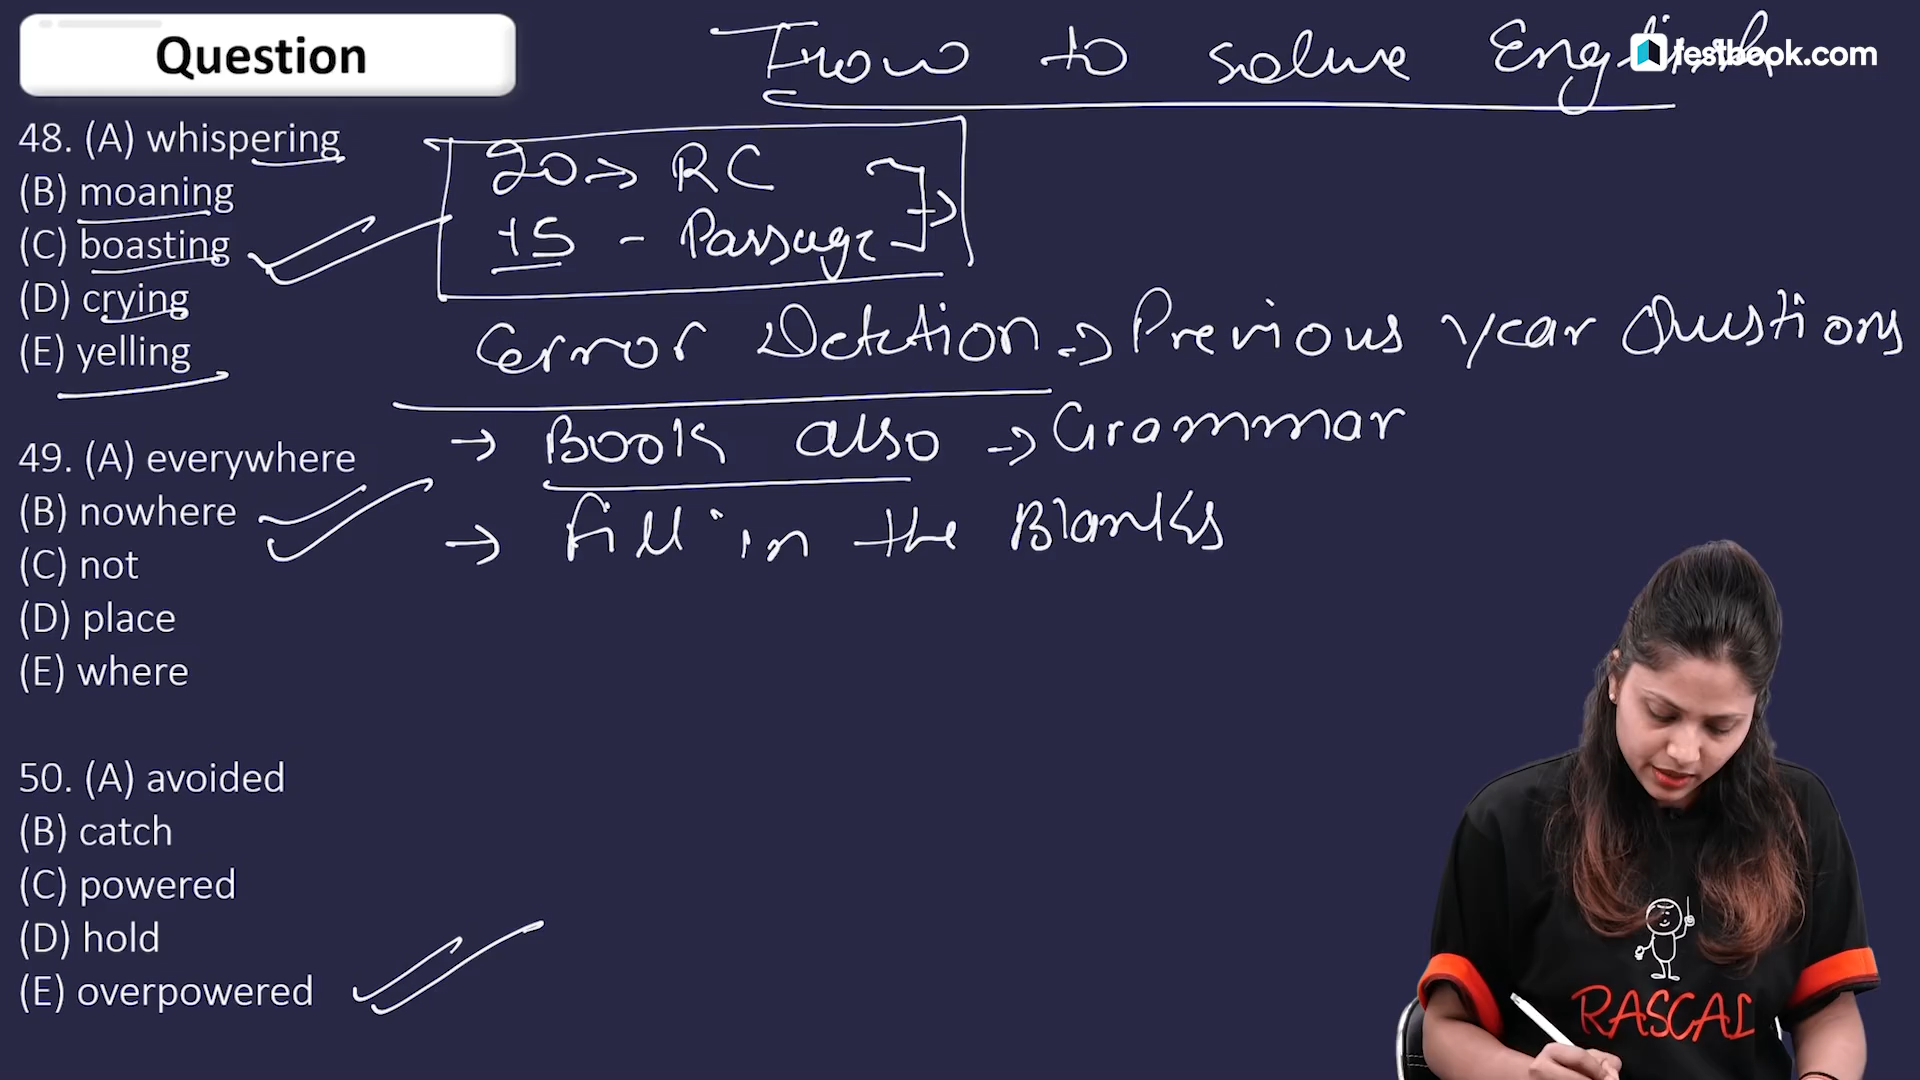 Question
How to solve English
testbook.com
48. (A) whispering
(B) moaning
(C) boasting
(D) crying
(E) yelling
20 → RC
15 - Passage
Error Detction → Previous year Questions
→ Book also → Grammar
→ fill in the Blanks
49. (A) everywhere
(B) nowhere
(C) not
(D) place
(E) where
50. (A) avoided
(B) catch
(C) powered
(D) hold
(E) overpowered
RASCAL